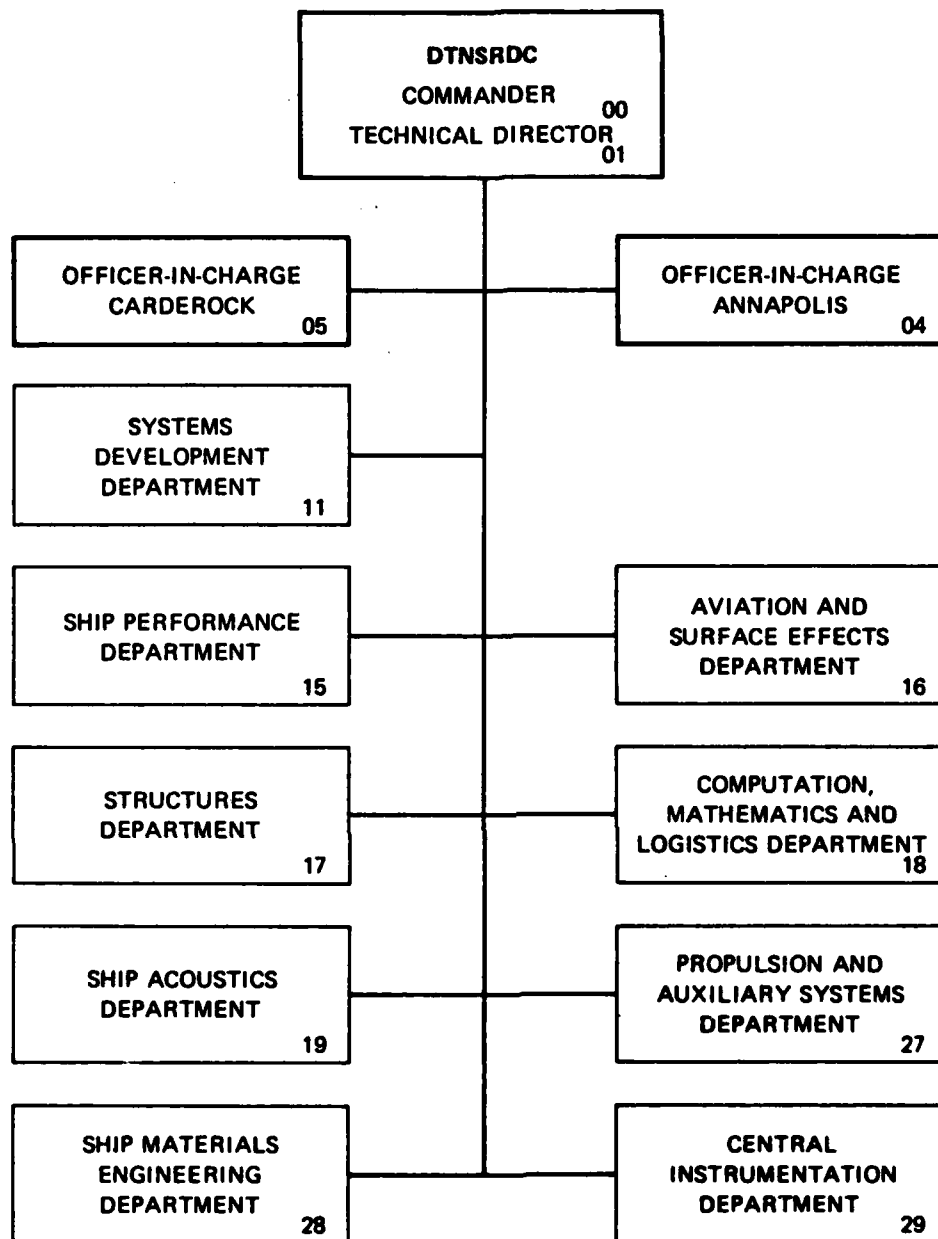 DTNSRDC
COMMANDER
00
TECHNICAL DIRECTOR
01
OFFICER-IN-CHARGE
CARDEROCK
05
OFFICER-IN-CHARGE
ANNAPOLIS
04
SYSTEMS
DEVELOPMENT
DEPARTMENT
11
SHIP PERFORMANCE
DEPARTMENT
15
AVIATION AND
SURFACE EFFECTS
DEPARTMENT
16
STRUCTURES
DEPARTMENT
17
COMPUTATION,
MATHEMATICS AND
LOGISTICS DEPARTMENT
18
SHIP ACOUSTICS
DEPARTMENT
19
PROPULSION AND
AUXILIARY SYSTEMS
DEPARTMENT
27
SHIP MATERIALS
ENGINEERING
DEPARTMENT
28
CENTRAL
INSTRUMENTATION
DEPARTMENT
29